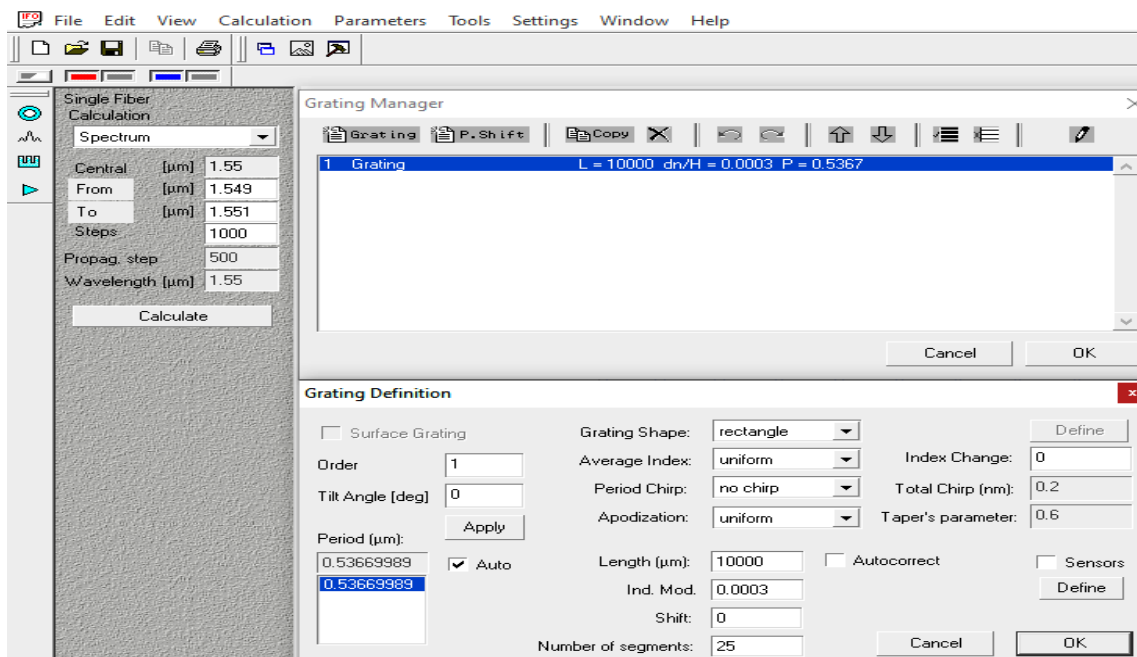 IFO File Edit View Calculation Parameters Tools Settings Window Help
Single Fiber
Calculation
Spectrum
Central [µm] 1.55
From [µm] 1.549
To [µm] 1.551
Steps 1000
Propag. step 500
Wavelength [µm] 1.55
Calculate
Grating Manager
Grating P.Shift Copy
1 Grating L = 10000 dn/H = 0.0003 P = 0.5367
Cancel OK
Grating Definition
Surface Grating Grating Shape: rectangle Define
Order 1 Average Index: uniform Index Change: 0
Tilt Angle [deg] 0 Period Chirp: no chirp Total Chirp (nm): 0.2
Apply Apodization: uniform Taper's parameter: 0.6
Period (µm):
0.53669989 Auto Length (µm): 10000 Autocorrect Sensors
0.53669989 Ind. Mod. 0.0003 Define
Shift: 0
Number of segments: 25 Cancel OK